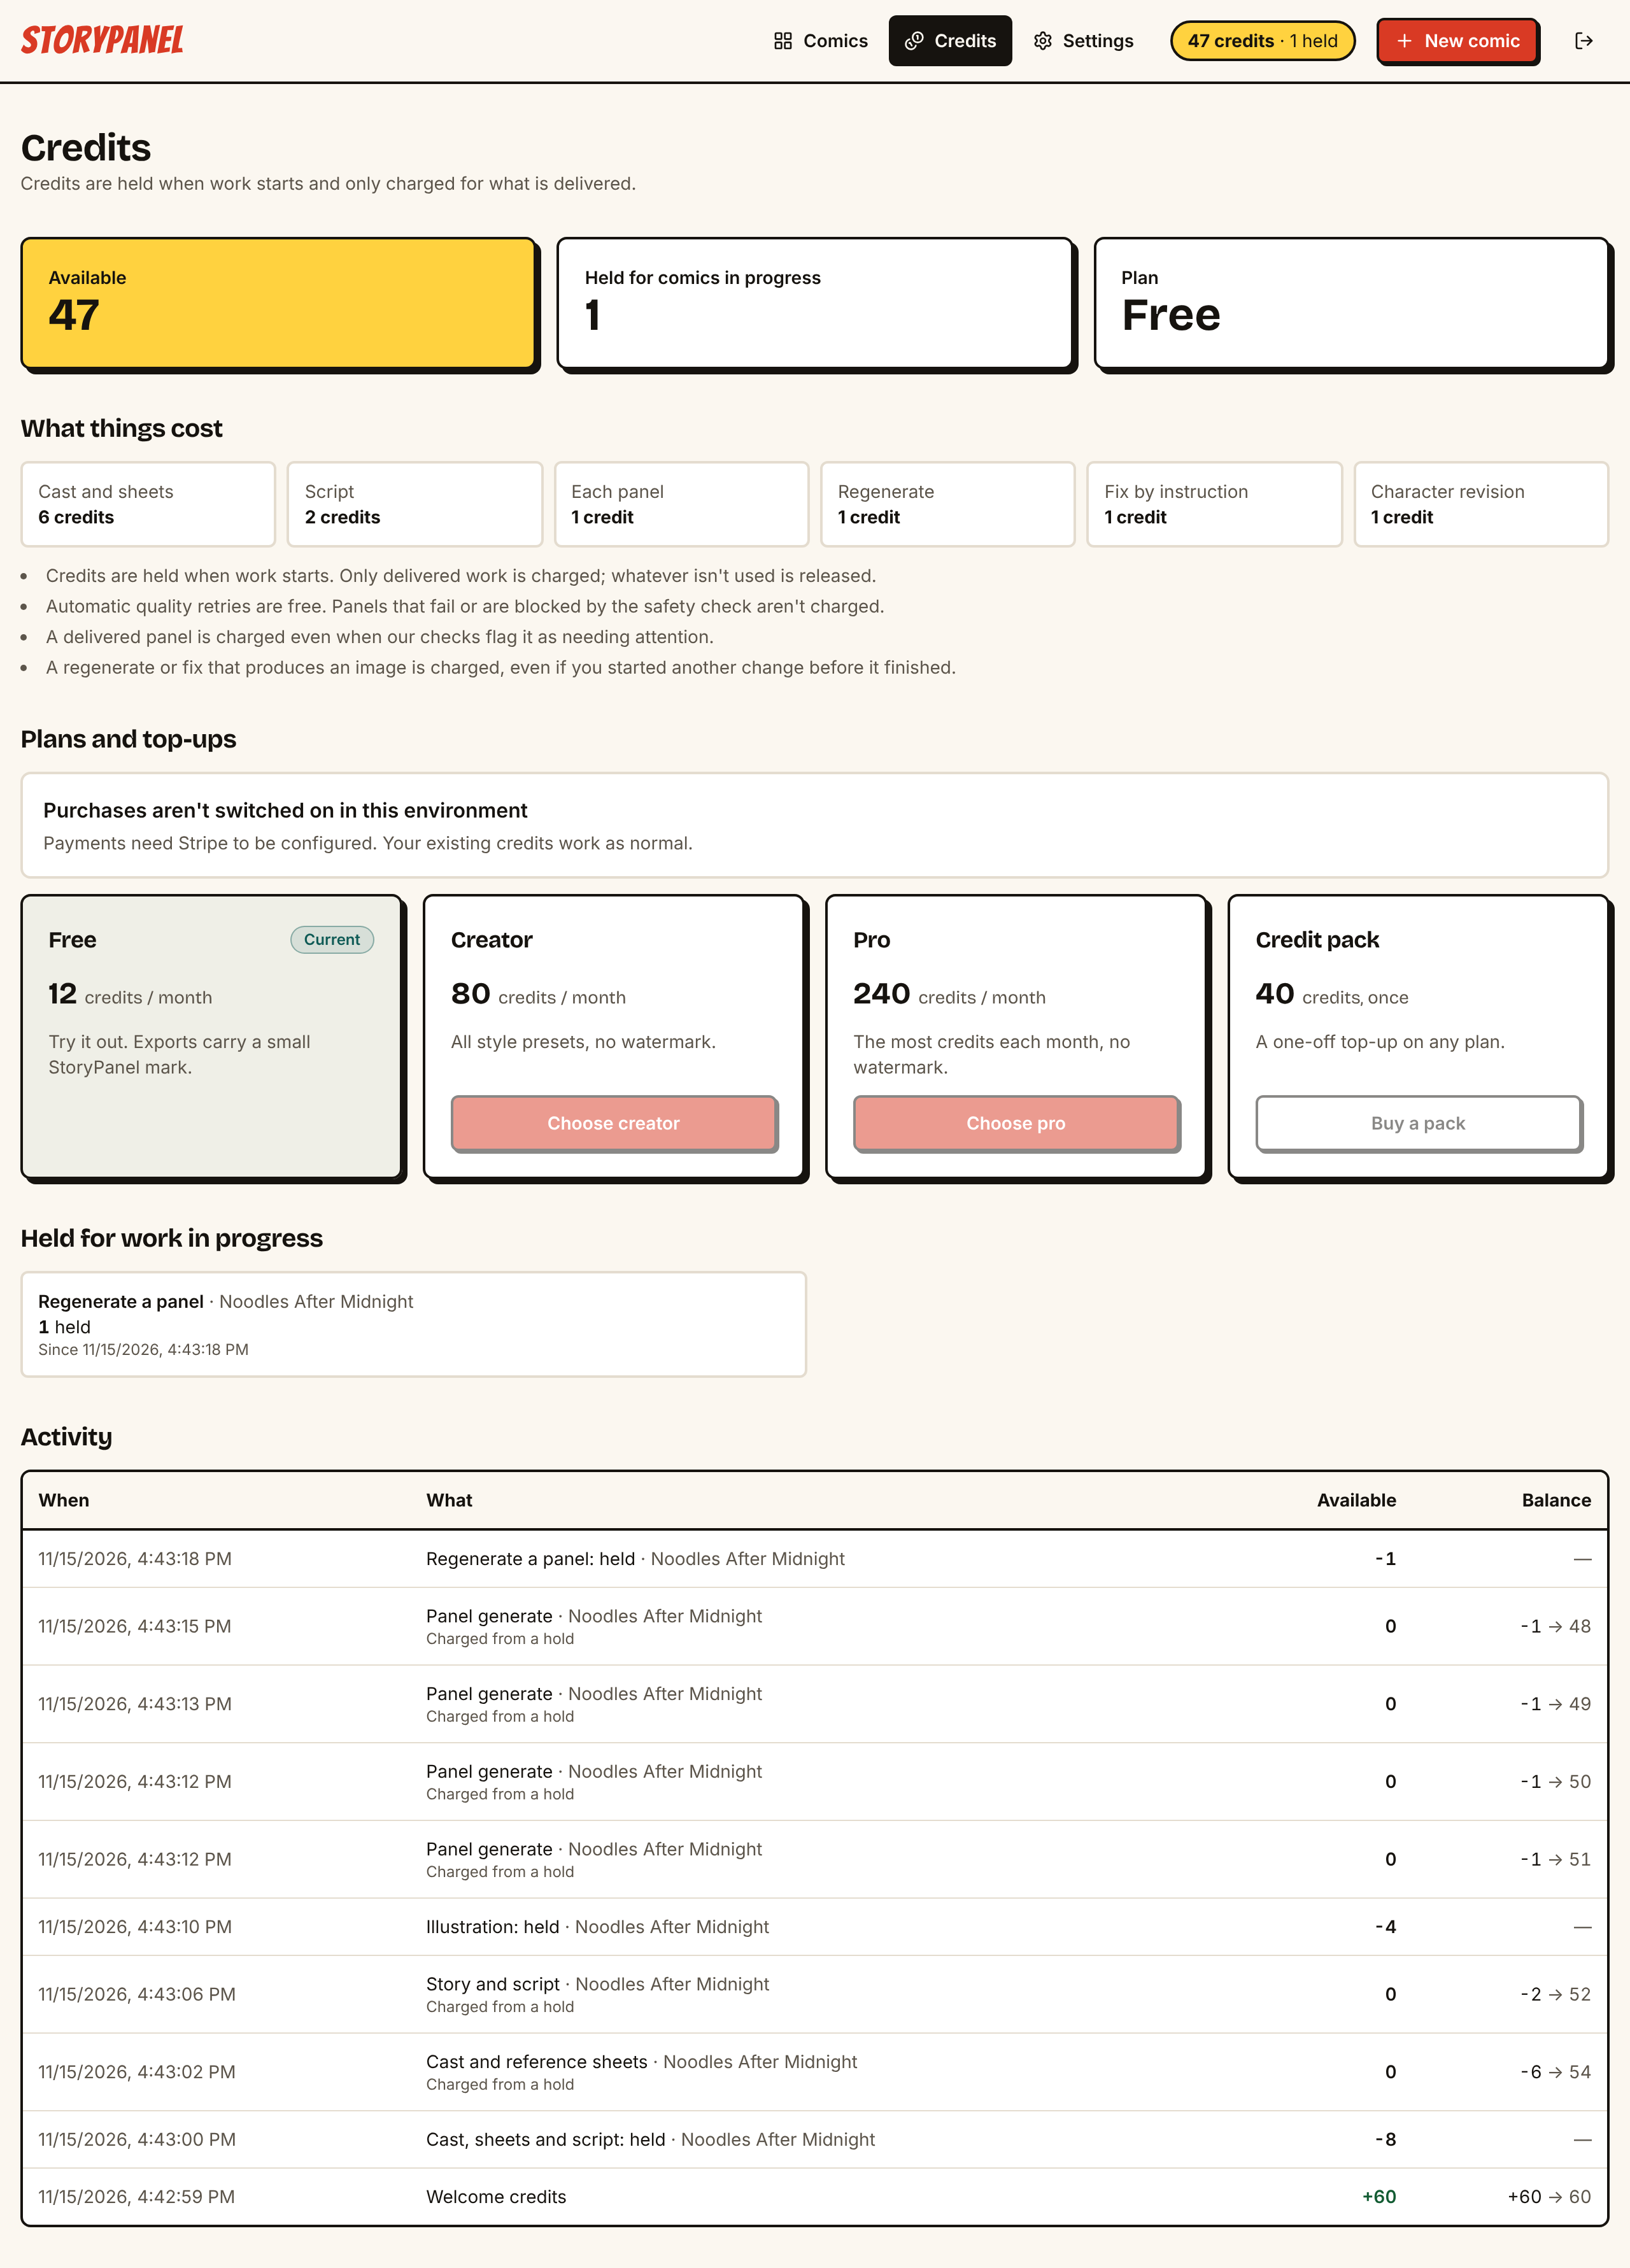 STORYPANEL
Comics
Credits
Settings
47 credits · 1 held
+ New comic
Credits
Credits are held when work starts and only charged for what is delivered.
Available
47
Held for comics in progress
1
Plan
Free
What things cost
Cast and sheets
6 credits
Script
2 credits
Each panel
1 credit
Regenerate
1 credit
Fix by instruction
1 credit
Character revision
1 credit
• Credits are held when work starts. Only delivered work is charged; whatever isn't used is released.
• Automatic quality retries are free. Panels that fail or are blocked by the safety check aren't charged.
• A delivered panel is charged even when our checks flag it as needing attention.
• A regenerate or fix that produces an image is charged, even if you started another change before it finished.
Plans and top-ups
Purchases aren't switched on in this environment
Payments need Stripe to be configured. Your existing credits work as normal.
Free
Current
12 credits / month
Try it out. Exports carry a small
StoryPanel mark.
Creator
80 credits / month
All style presets, no watermark.
Choose creator
Pro
240 credits / month
The most credits each month, no
watermark.
Choose pro
Credit pack
40 credits, once
A one-off top-up on any plan.
Buy a pack
Held for work in progress
Regenerate a panel · Noodles After Midnight
1 held
Since 11/15/2026, 4:43:18 PM
Activity
When What Available Balance
11/15/2026, 4:43:18 PM Regenerate a panel: held · Noodles After Midnight -1 —
11/15/2026, 4:43:15 PM Panel generate · Noodles After Midnight 0 -1 → 48
Charged from a hold
11/15/2026, 4:43:13 PM Panel generate · Noodles After Midnight 0 -1 → 49
Charged from a hold
11/15/2026, 4:43:12 PM Panel generate · Noodles After Midnight 0 -1 → 50
Charged from a hold
11/15/2026, 4:43:12 PM Panel generate · Noodles After Midnight 0 -1 → 51
Charged from a hold
11/15/2026, 4:43:10 PM Illustration: held · Noodles After Midnight -4 —
11/15/2026, 4:43:06 PM Story and script · Noodles After Midnight 0 -2 → 52
Charged from a hold
11/15/2026, 4:43:02 PM Cast and reference sheets · Noodles After Midnight 0 -6 → 54
Charged from a hold
11/15/2026, 4:43:00 PM Cast, sheets and script: held · Noodles After Midnight -8 —
11/15/2026, 4:42:59 PM Welcome credits +60 +60 → 60